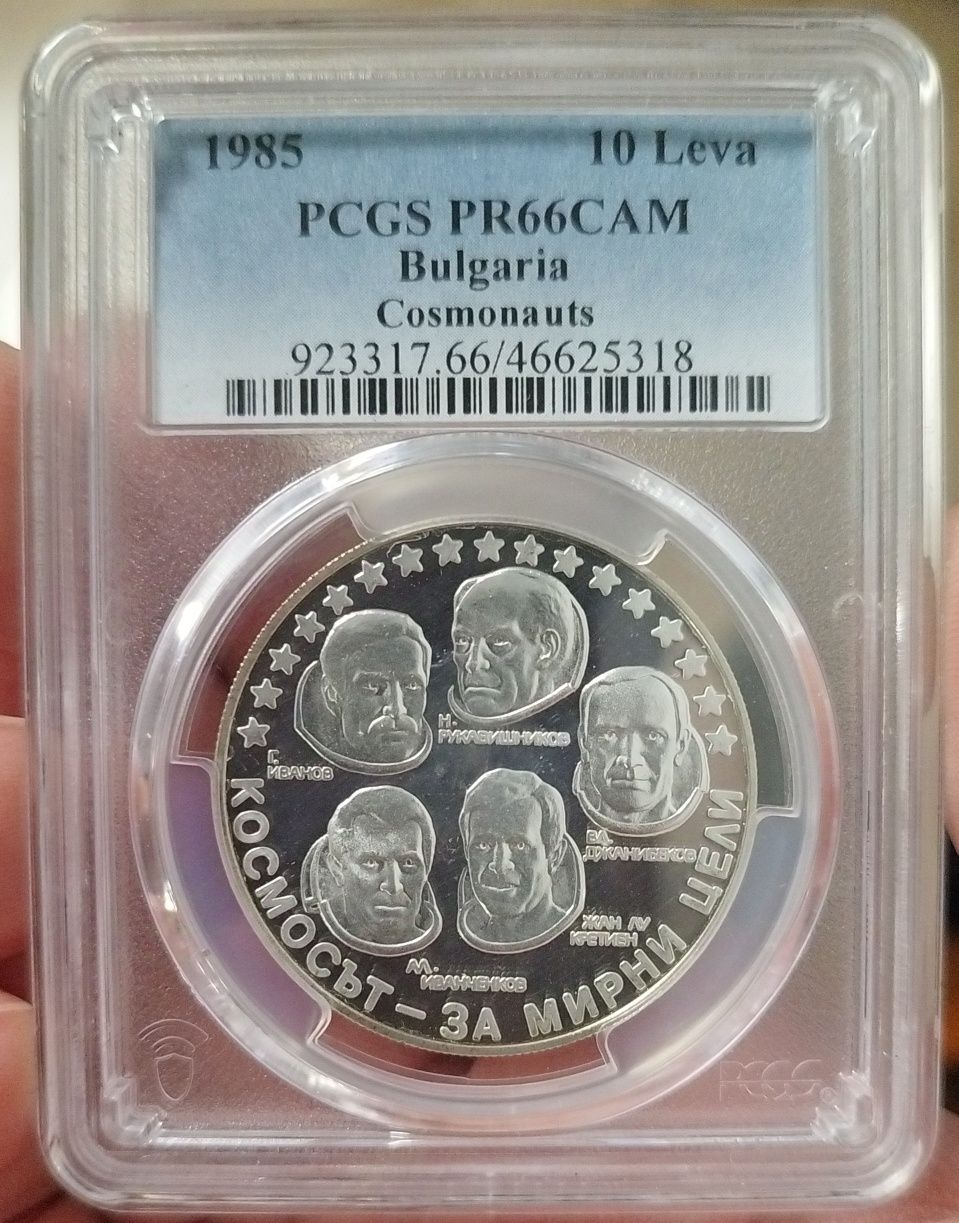 1985 10 Leva
PCGS PR66CAM
Bulgaria
Cosmonauts
923317.66/46625318
Г.
ИВАНОВ
Н.
РУКАВИШНИКОВ
ВЛ.
ДЖАНИБЕКОВ
ЖАН ЛУ
КРЕТИЕН
М.
ИВАНЧЕНКОВ
КОСМОСЪТ – ЗА МИРНИ ЦЕЛИ
PCGS